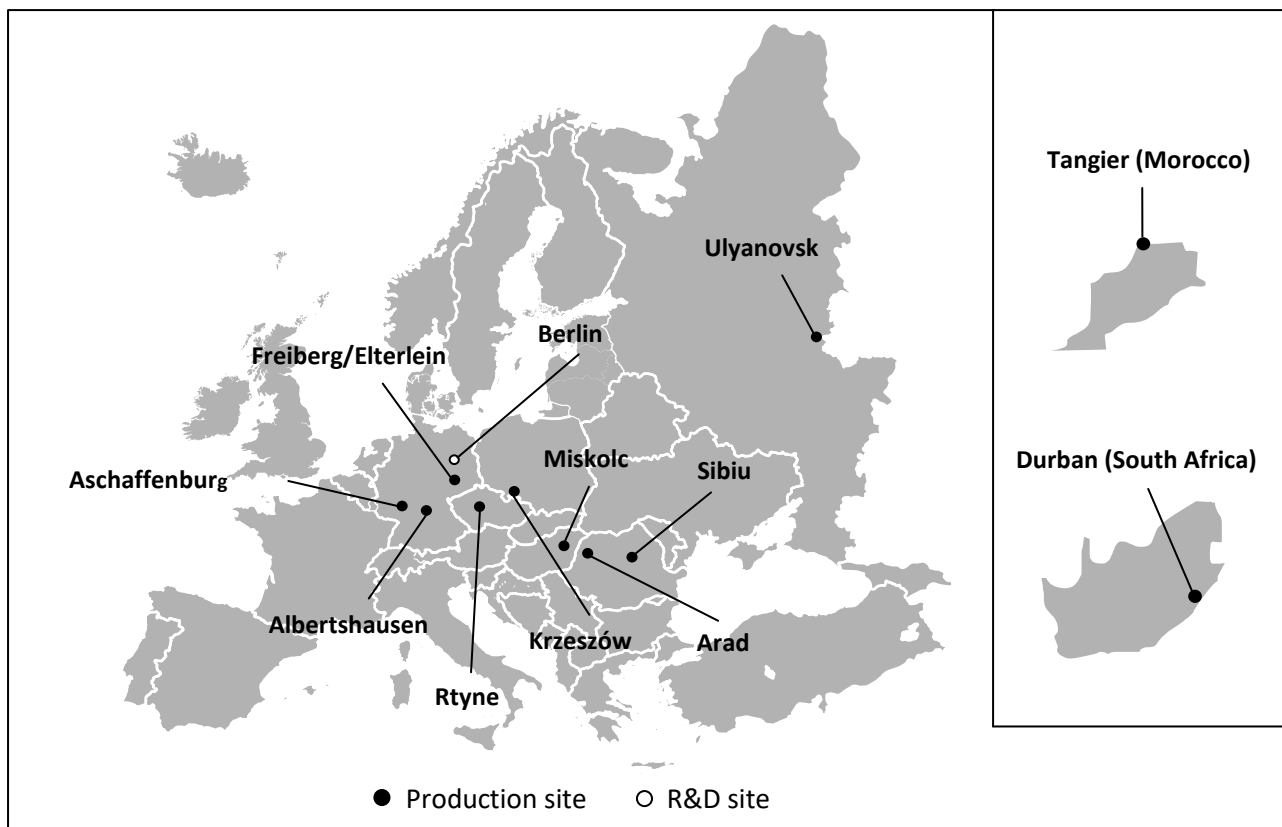 Tangier (Morocco)
Ulyanovsk
Berlin
Freiberg/Elterlein
Miskolc
Sibiu
Durban (South Africa)
Aschaffenburg
Albertshausen
Krzeszów
Arad
Rtyne
Production site
R&D site